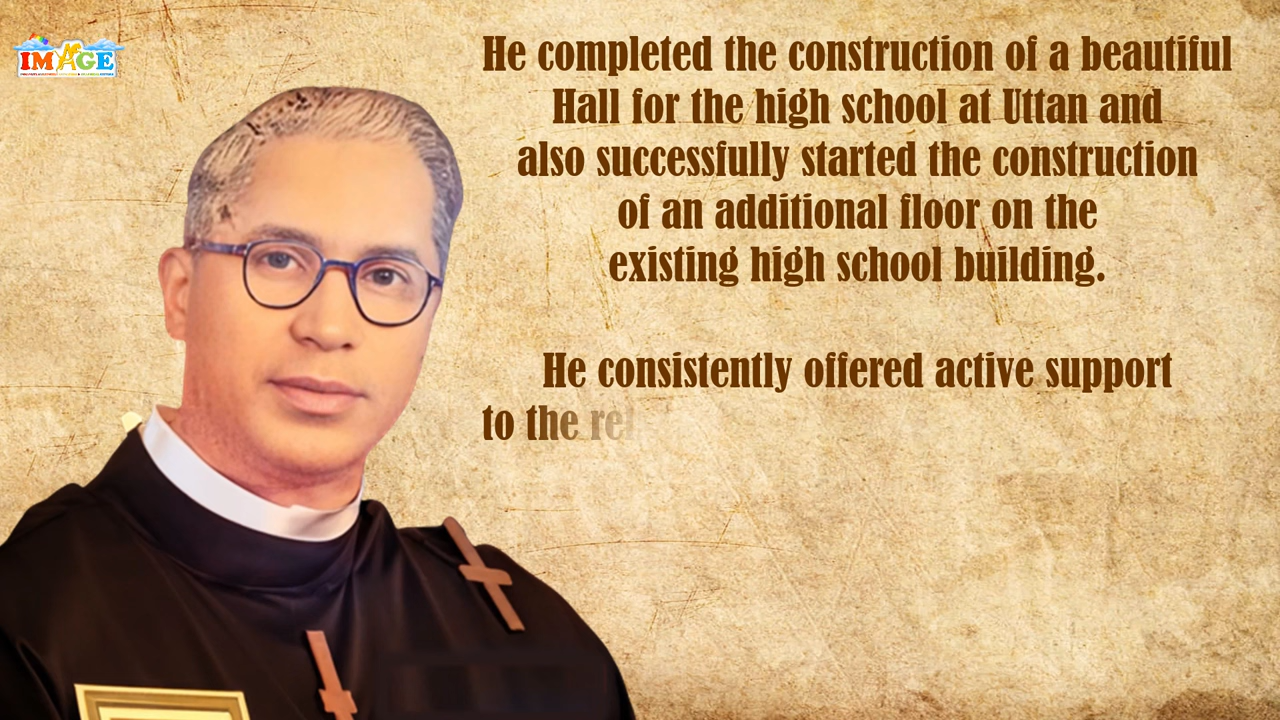 IMAGE
He completed the construction of a beautiful
Hall for the high school at Uttan and
also successfully started the construction
of an additional floor on the
existing high school building.
He consistently offered active support
to the rel